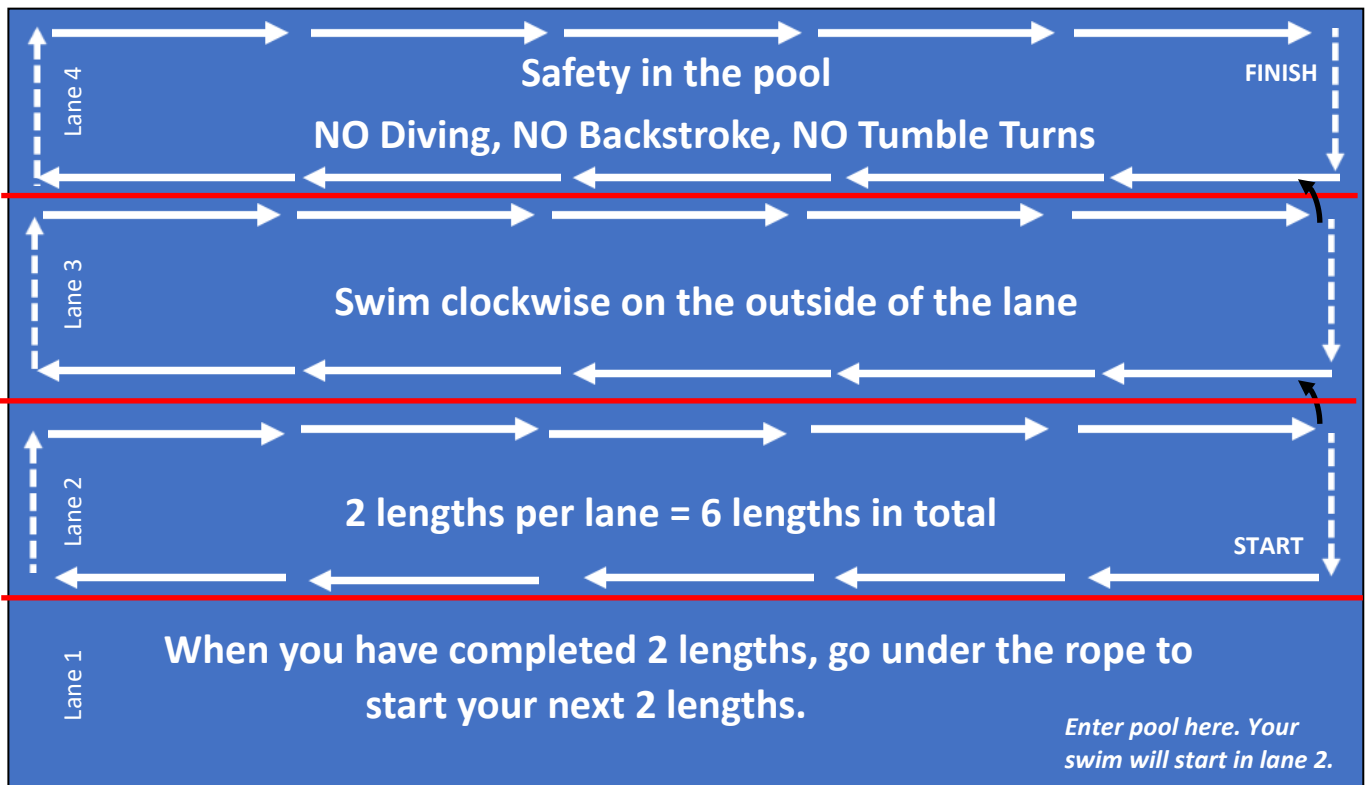 Lane 4
Safety in the pool
FINISH
NO Diving, NO Backstroke, NO Tumble Turns
Lane 3
Swim clockwise on the outside of the lane
Lane 2
2 lengths per lane = 6 lengths in total
START
Lane 1
When you have completed 2 lengths, go under the rope to
start your next 2 lengths.
Enter pool here. Your
swim will start in lane 2.